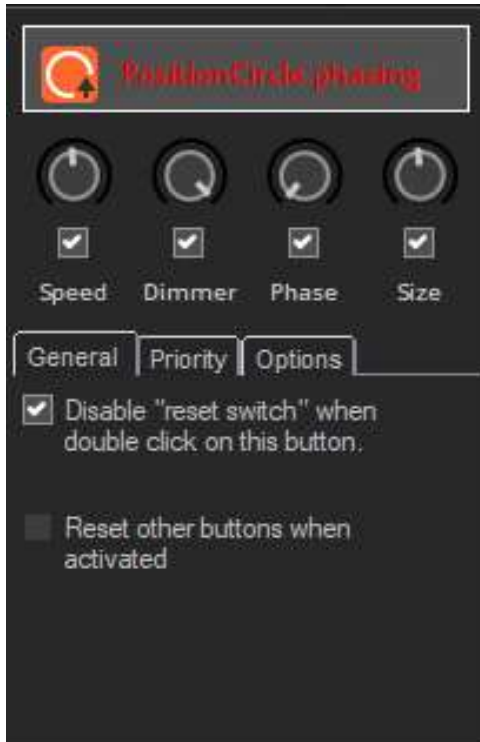 PositionCircle phasing
Speed Dimmer Phase Size
General Priority Options
Disable "reset switch" when
double click on this button.
Reset other buttons when
activated